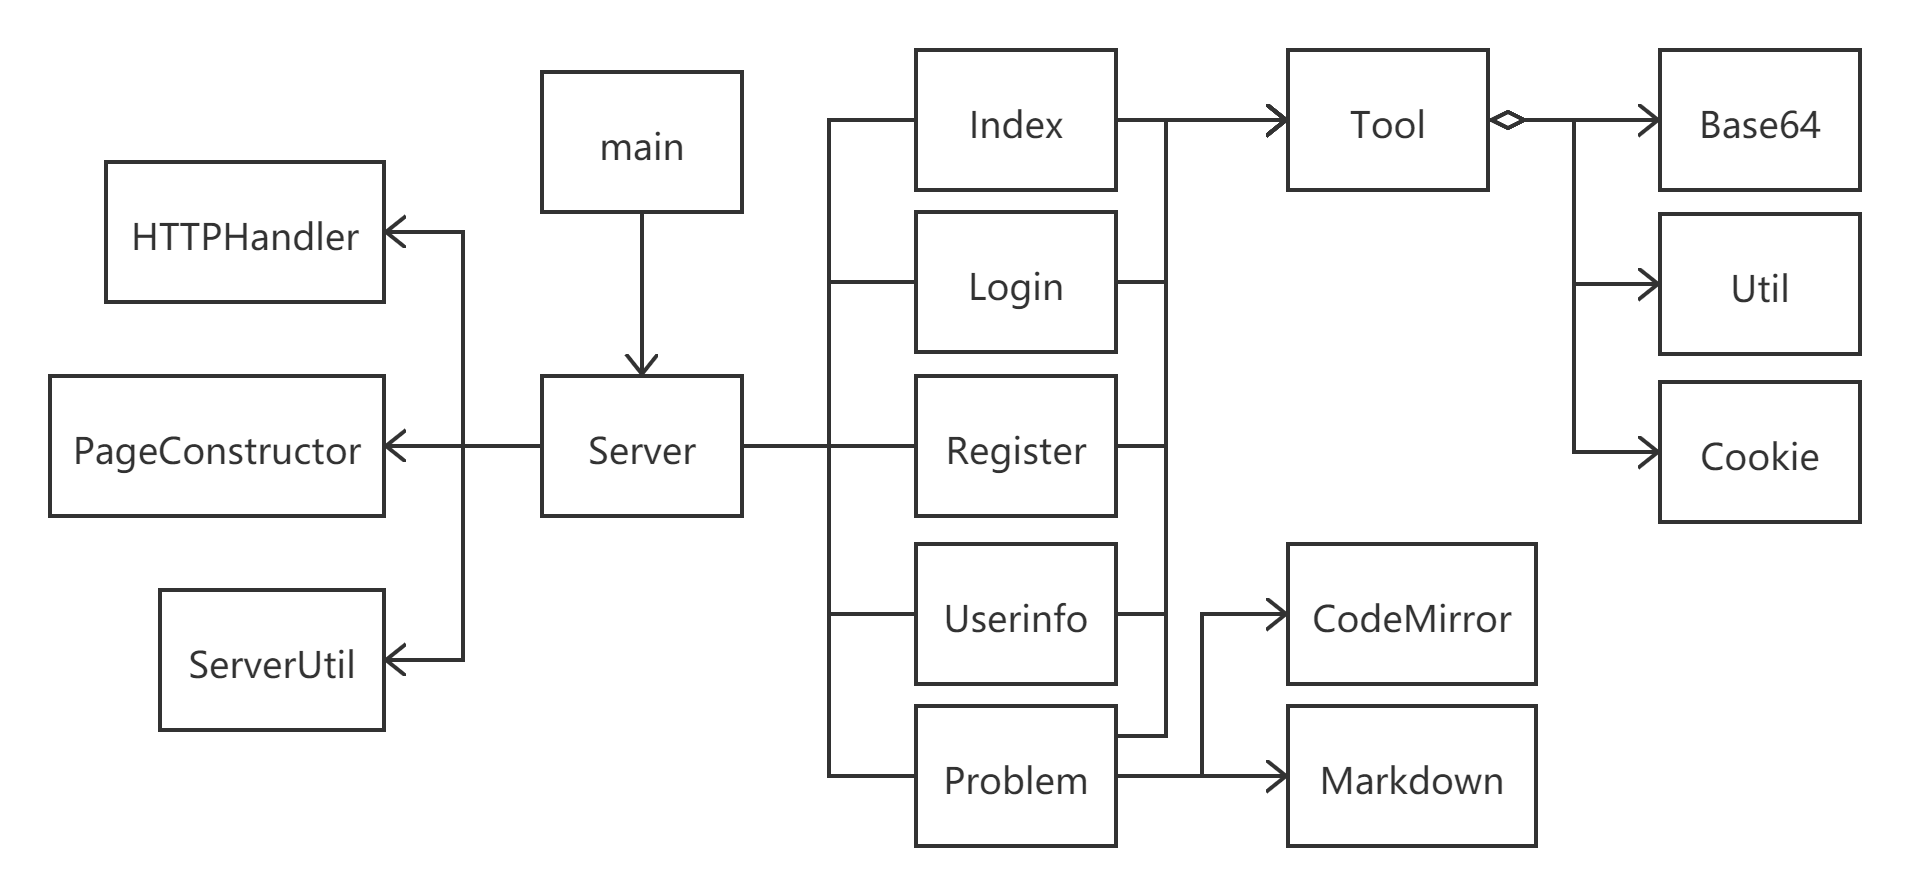 main
HTTPHandler
PageConstructor
ServerUtil
Server
Index
Login
Register
Userinfo
Problem
Tool
CodeMirror
Markdown
Base64
Util
Cookie